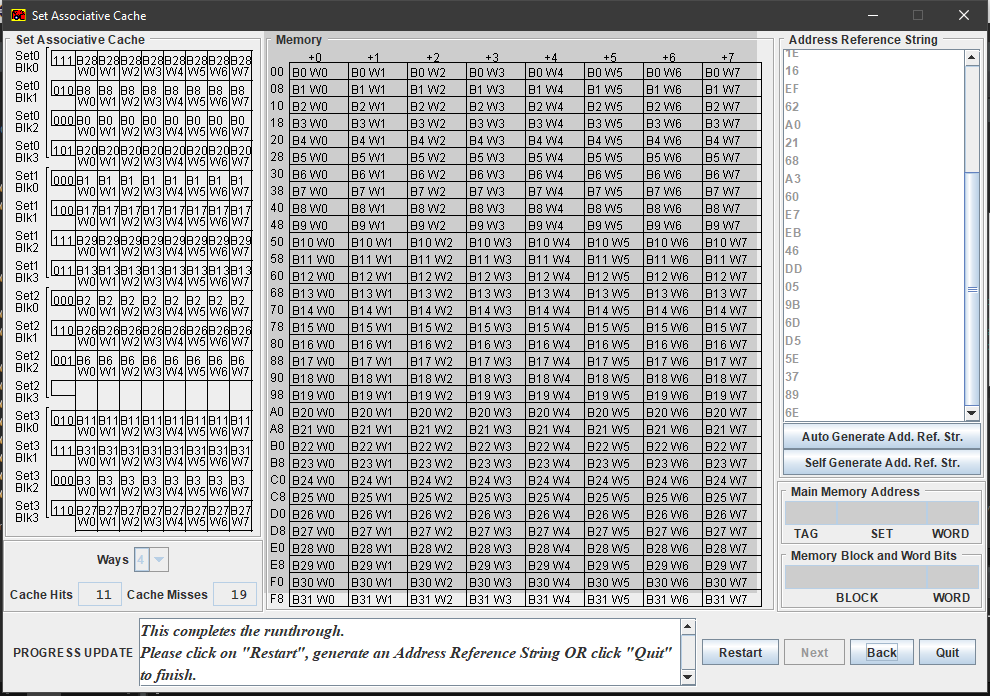 Set Associative Cache
Set Associative Cache
Set0 Blk0 111 B28 W0 B28 W1 B28 W2 B28 W3 B28 W4 B28 W5 B28 W6 B28 W7
Set0 Blk1 010 B8 W0 B8 W1 B8 W2 B8 W3 B8 W4 B8 W5 B8 W6 B8 W7
Set0 Blk2 000 B0 W0 B0 W1 B0 W2 B0 W3 B0 W4 B0 W5 B0 W6 B0 W7
Set0 Blk3 101 B20 W0 B20 W1 B20 W2 B20 W3 B20 W4 B20 W5 B20 W6 B20 W7
Set1 Blk0 000 B1 W0 B1 W1 B1 W2 B1 W3 B1 W4 B1 W5 B1 W6 B1 W7
Set1 Blk1 100 B17 W0 B17 W1 B17 W2 B17 W3 B17 W4 B17 W5 B17 W6 B17 W7
Set1 Blk2 111 B29 W0 B29 W1 B29 W2 B29 W3 B29 W4 B29 W5 B29 W6 B29 W7
Set1 Blk3 011 B13 W0 B13 W1 B13 W2 B13 W3 B13 W4 B13 W5 B13 W6 B13 W7
Set2 Blk0 000 B2 W0 B2 W1 B2 W2 B2 W3 B2 W4 B2 W5 B2 W6 B2 W7
Set2 Blk1 110 B26 W0 B26 W1 B26 W2 B26 W3 B26 W4 B26 W5 B26 W6 B26 W7
Set2 Blk2 001 B6 W0 B6 W1 B6 W2 B6 W3 B6 W4 B6 W5 B6 W6 B6 W7
Set2 Blk3
Set3 Blk0 010 B11 W0 B11 W1 B11 W2 B11 W3 B11 W4 B11 W5 B11 W6 B11 W7
Set3 Blk1 111 B31 W0 B31 W1 B31 W2 B31 W3 B31 W4 B31 W5 B31 W6 B31 W7
Set3 Blk2 000 B3 W0 B3 W1 B3 W2 B3 W3 B3 W4 B3 W5 B3 W6 B3 W7
Set3 Blk3 110 B27 W0 B27 W1 B27 W2 B27 W3 B27 W4 B27 W5 B27 W6 B27 W7
Ways 4
Cache Hits 11 Cache Misses 19
Memory
+0 +1 +2 +3 +4 +5 +6 +7
00 B0 W0 B0 W1 B0 W2 B0 W3 B0 W4 B0 W5 B0 W6 B0 W7
08 B1 W0 B1 W1 B1 W2 B1 W3 B1 W4 B1 W5 B1 W6 B1 W7
10 B2 W0 B2 W1 B2 W2 B2 W3 B2 W4 B2 W5 B2 W6 B2 W7
18 B3 W0 B3 W1 B3 W2 B3 W3 B3 W4 B3 W5 B3 W6 B3 W7
20 B4 W0 B4 W1 B4 W2 B4 W3 B4 W4 B4 W5 B4 W6 B4 W7
28 B5 W0 B5 W1 B5 W2 B5 W3 B5 W4 B5 W5 B5 W6 B5 W7
30 B6 W0 B6 W1 B6 W2 B6 W3 B6 W4 B6 W5 B6 W6 B6 W7
38 B7 W0 B7 W1 B7 W2 B7 W3 B7 W4 B7 W5 B7 W6 B7 W7
40 B8 W0 B8 W1 B8 W2 B8 W3 B8 W4 B8 W5 B8 W6 B8 W7
48 B9 W0 B9 W1 B9 W2 B9 W3 B9 W4 B9 W5 B9 W6 B9 W7
50 B10 W0 B10 W1 B10 W2 B10 W3 B10 W4 B10 W5 B10 W6 B10 W7
58 B11 W0 B11 W1 B11 W2 B11 W3 B11 W4 B11 W5 B11 W6 B11 W7
60 B12 W0 B12 W1 B12 W2 B12 W3 B12 W4 B12 W5 B12 W6 B12 W7
68 B13 W0 B13 W1 B13 W2 B13 W3 B13 W4 B13 W5 B13 W6 B13 W7
70 B14 W0 B14 W1 B14 W2 B14 W3 B14 W4 B14 W5 B14 W6 B14 W7
78 B15 W0 B15 W1 B15 W2 B15 W3 B15 W4 B15 W5 B15 W6 B15 W7
80 B16 W0 B16 W1 B16 W2 B16 W3 B16 W4 B16 W5 B16 W6 B16 W7
88 B17 W0 B17 W1 B17 W2 B17 W3 B17 W4 B17 W5 B17 W6 B17 W7
90 B18 W0 B18 W1 B18 W2 B18 W3 B18 W4 B18 W5 B18 W6 B18 W7
98 B19 W0 B19 W1 B19 W2 B19 W3 B19 W4 B19 W5 B19 W6 B19 W7
A0 B20 W0 B20 W1 B20 W2 B20 W3 B20 W4 B20 W5 B20 W6 B20 W7
A8 B21 W0 B21 W1 B21 W2 B21 W3 B21 W4 B21 W5 B21 W6 B21 W7
B0 B22 W0 B22 W1 B22 W2 B22 W3 B22 W4 B22 W5 B22 W6 B22 W7
B8 B23 W0 B23 W1 B23 W2 B23 W3 B23 W4 B23 W5 B23 W6 B23 W7
C0 B24 W0 B24 W1 B24 W2 B24 W3 B24 W4 B24 W5 B24 W6 B24 W7
C8 B25 W0 B25 W1 B25 W2 B25 W3 B25 W4 B25 W5 B25 W6 B25 W7
D0 B26 W0 B26 W1 B26 W2 B26 W3 B26 W4 B26 W5 B26 W6 B26 W7
D8 B27 W0 B27 W1 B27 W2 B27 W3 B27 W4 B27 W5 B27 W6 B27 W7
E0 B28 W0 B28 W1 B28 W2 B28 W3 B28 W4 B28 W5 B28 W6 B28 W7
E8 B29 W0 B29 W1 B29 W2 B29 W3 B29 W4 B29 W5 B29 W6 B29 W7
F0 B30 W0 B30 W1 B30 W2 B30 W3 B30 W4 B30 W5 B30 W6 B30 W7
F8 B31 W0 B31 W1 B31 W2 B31 W3 B31 W4 B31 W5 B31 W6 B31 W7
Address Reference String
1E
16
EF
62
A0
21
68
A3
60
E7
EB
46
DD
05
9B
6D
D5
5E
37
89
6E
Auto Generate Add. Ref. Str.
Self Generate Add. Ref. Str.
Main Memory Address
TAG SET WORD
Memory Block and Word Bits
BLOCK WORD
PROGRESS UPDATE
This completes the runthrough.
Please click on "Restart", generate an Address Reference String OR click "Quit"
to finish.
Restart Next Back Quit